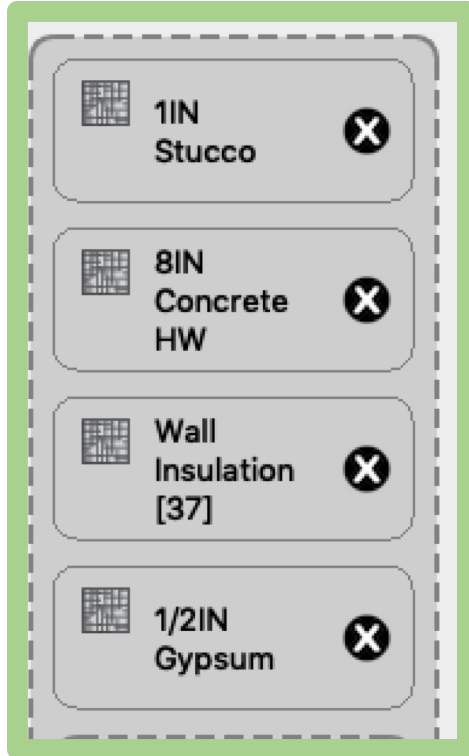 1IN
Stucco
8IN
Concrete
HW
Wall
Insulation
[37]
1/2IN
Gypsum